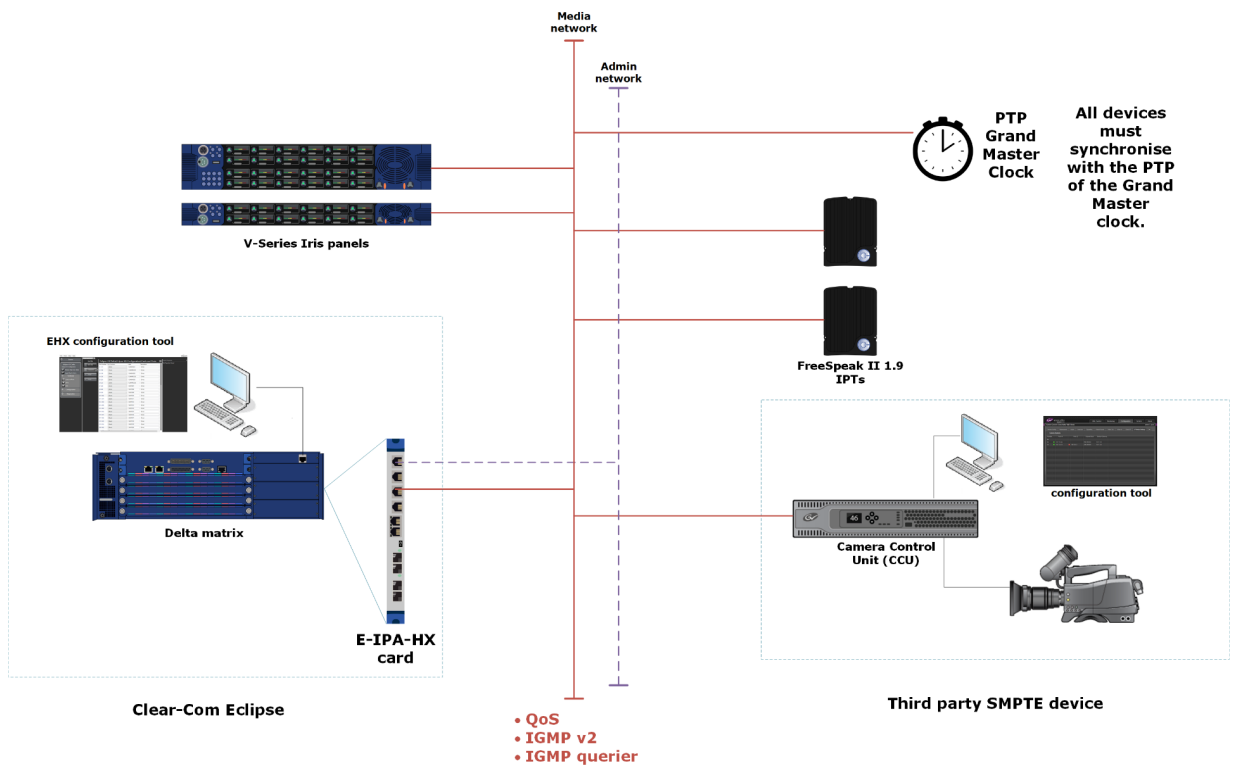 Media
network
Admin
network
PTP
Grand
Master
Clock
All devices
must
synchronise
with the PTP
of the Grand
Master
clock.
V-Series Iris panels
FreeSpeak II 1.9
IPTs
EHX configuration tool
Delta matrix
E-IPA-HX
card
Clear-Com Eclipse
configuration tool
46
Camera Control
Unit (CCU)
Third party SMPTE device
• QoS
• IGMP v2
• IGMP querier